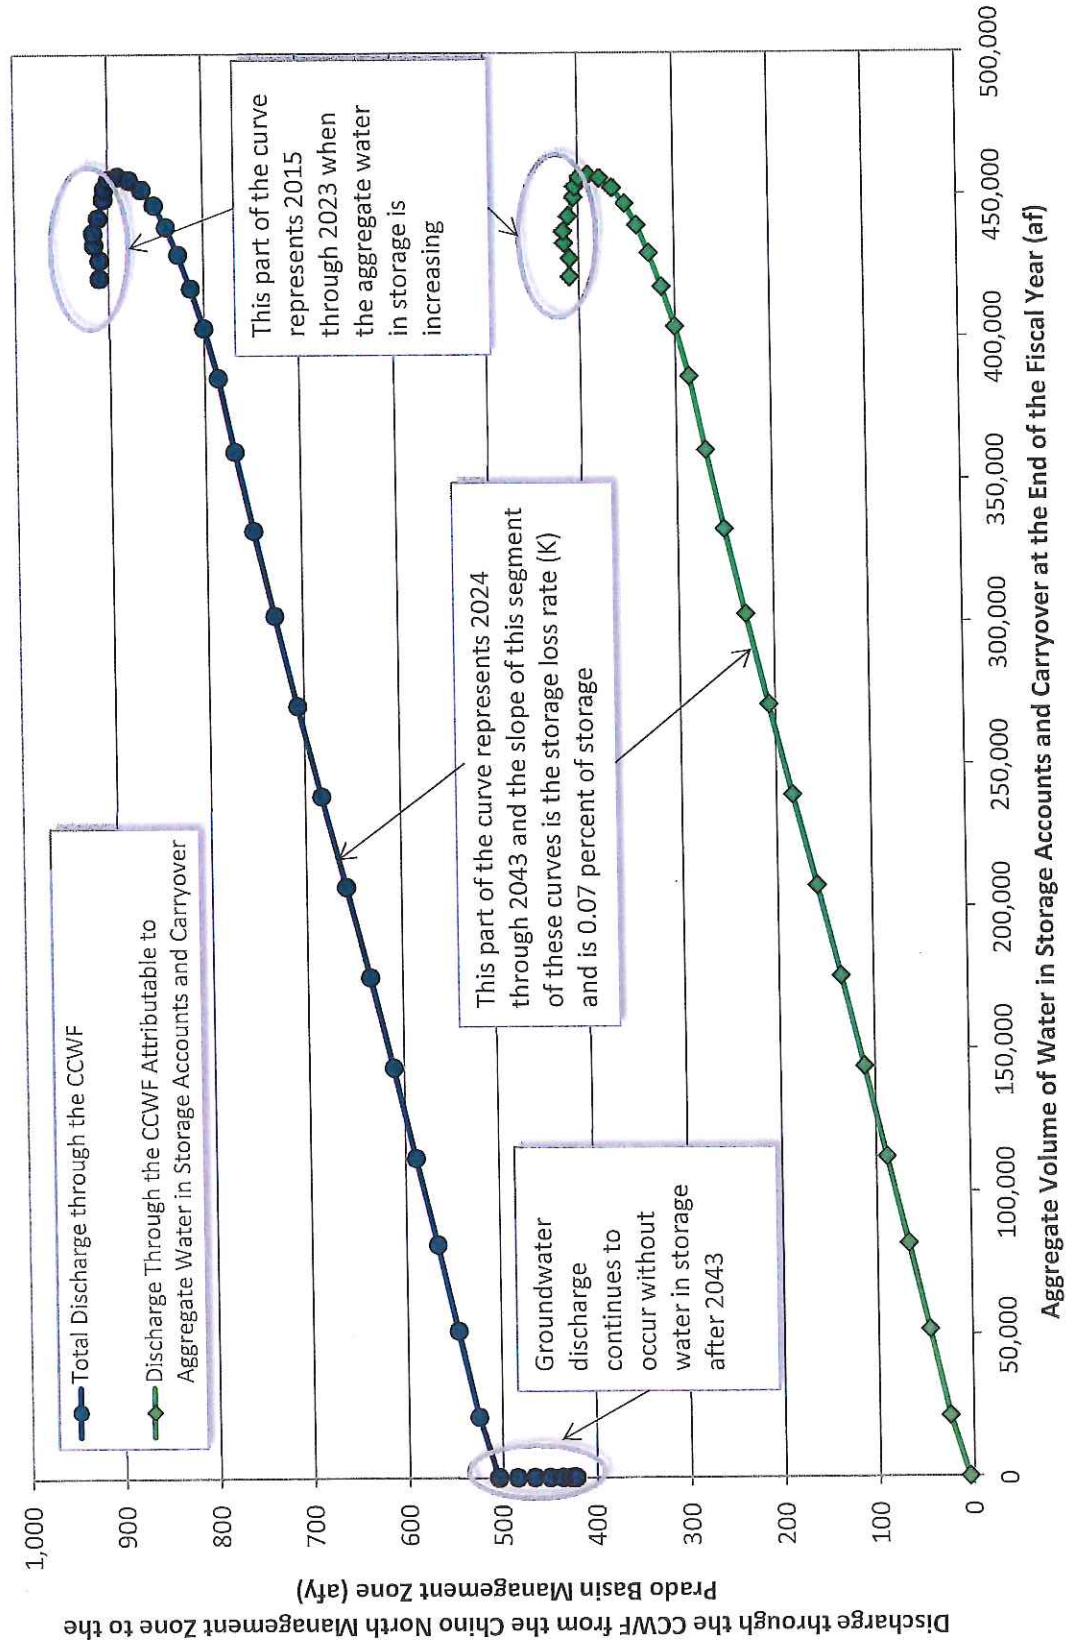 Discharge through the CCWF from the Chino North Management Zone to the
Prado Basin Management Zone (afy)
1,000
900
800
700
600
500
400
300
200
100
0
Total Discharge through the CCWF
Discharge Through the CCWF Attributable to
Aggregate Water in Storage Accounts and Carryover
This part of the curve
represents 2015
through 2023 when
the aggregate water
in storage is
increasing
This part of the curve represents 2024
through 2043 and the slope of this segment
of these curves is the storage loss rate (K)
and is 0.07 percent of storage
Groundwater
discharge
continues to
occur without
water in storage
after 2043
0
50,000
100,000
150,000
200,000
250,000
300,000
350,000
400,000
450,000
500,000
Aggregate Volume of Water in Storage Accounts and Carryover at the End of the Fiscal Year (af)